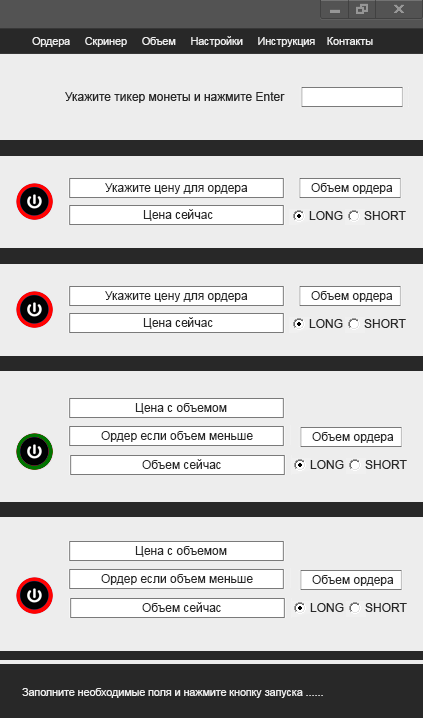 Ордера Скринер Объем Настройки Инструкция Контакты
Укажите тикер монеты и нажмите Enter
Укажите цену для ордера Объем ордера
Цена сейчас LONG SHORT
Укажите цену для ордера Объем ордера
Цена сейчас LONG SHORT
Цена с объемом
Ордер если объем меньше Объем ордера
Объем сейчас LONG SHORT
Цена с объемом
Ордер если объем меньше Объем ордера
Объем сейчас LONG SHORT
Заполните необходимые поля и нажмите кнопку запуска ......